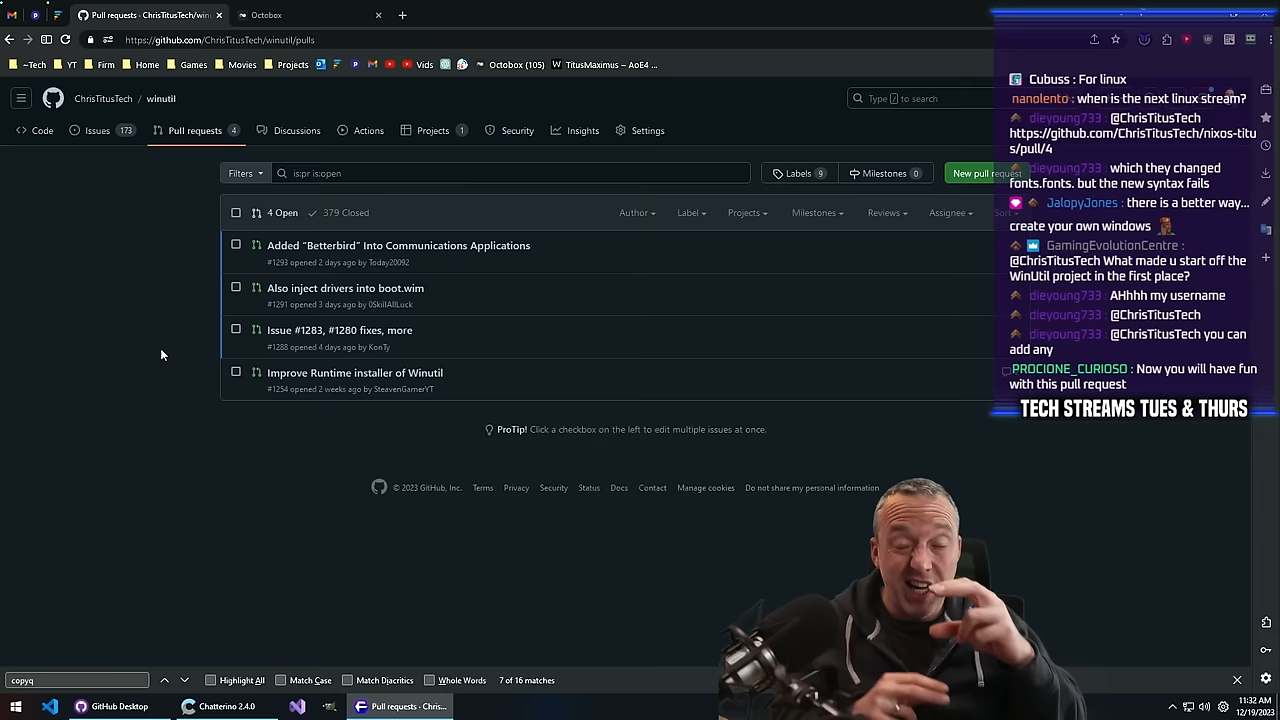 Pull requests · ChrisTitusTech/win
Octobox
https://github.com/ChrisTitusTech/winutil/pulls
~Tech
YT
Firm
Home
Games
Movies
Projects
Vids
Octobox (105)
TitusMaximus ~ AoE4 ...
ChrisTitusTech / winutil
Type / to search
Code
Issues 173
Pull requests 4
Discussions
Actions
Projects 1
Security
Insights
Settings
Filters
is:pr is:open
Labels 9
Milestones 0
New pull request
4 Open
379 Closed
Author
Label
Projects
Milestones
Reviews
Assignee
Sort
Added “Betterbird” Into Communications Applications
#1293 opened 2 days ago by Today20092
Also inject drivers into boot.wim
#1291 opened 3 days ago by 0SkillAllLuck
Issue #1283, #1280 fixes, more
#1288 opened 4 days ago by KonTy
Improve Runtime installer of Winutil
#1254 opened 2 weeks ago by SteavenGamerYT
ProTip! Click a checkbox on the left to edit multiple issues at once.
© 2023 GitHub, Inc.
Terms
Privacy
Security
Status
Docs
Contact
Manage cookies
Do not share my personal information
Cubuss : For linux
nanolento : when is the next linux stream?
dieyoung733 : @ChrisTitusTech
https://github.com/ChrisTitusTech/nixos-titu
s/pull/4
dieyoung733 : which they changed
fonts.fonts. but the new syntax fails
JalopyJones : there is a better way...
create your own windows
GamingEvolutionCentre :
@ChrisTitusTech What made u start off the
WinUtil project in the first place?
dieyoung733 : AHhhh my username
dieyoung733 : @ChrisTitusTech
dieyoung733 : @ChrisTitusTech you can
add any
PROCIONE_CURIOSO : Now you will have fun
with this pull request
TECH STREAMS TUES & THURS
copyq
Highlight All
Match Case
Match Diacritics
Whole Words
7 of 16 matches
GitHub Desktop
Chatterino 2.4.0
Pull requests · Chris...
11:32 AM
12/19/2023